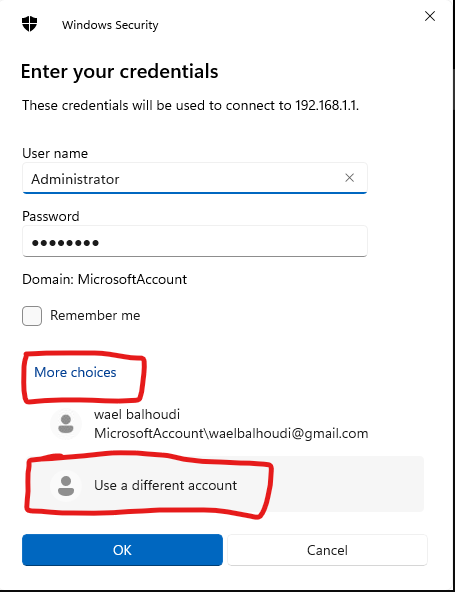 Windows Security
Enter your credentials
These credentials will be used to connect to 192.168.1.1.
User name
Administrator
Password
Domain: MicrosoftAccount
Remember me
More choices
wael balhoudi
MicrosoftAccount\waelbalhoudi@gmail.com
Use a different account
OK
Cancel